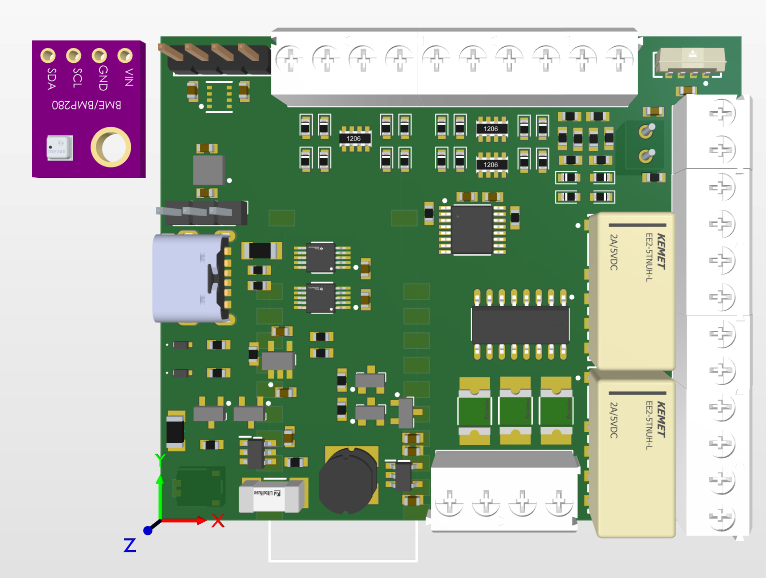 VIN
GND
SCL
SDA
BME/BMP280
1206
1206
1206
KEMET
EE2-5TNUH-L
2A/5VDC
KEMET
EE2-5TNUH-L
2A/5VDC
Littelfuse
Y
X
Z